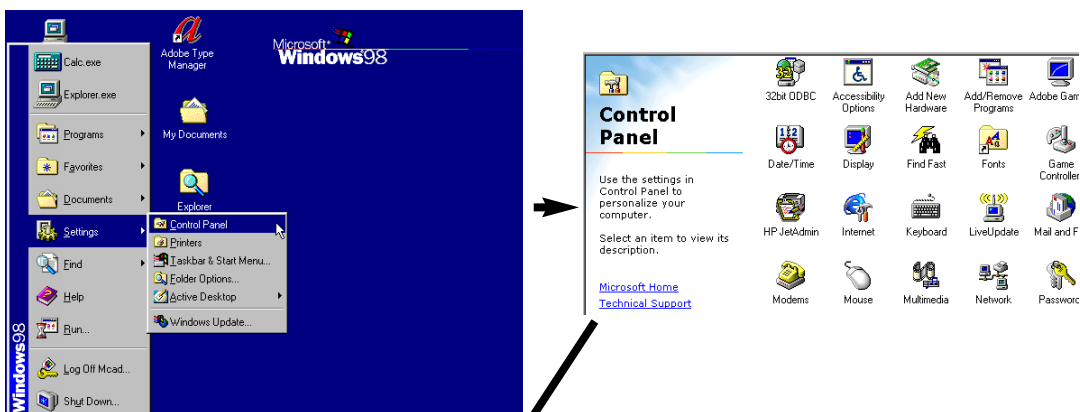 Adobe Type
Manager
Microsoft
Windows98
Calc.exe
Explorer.exe
Programs
Favorites
Documents
Settings
Find
Help
Run...
Log Off Mcad...
Shut Down...
Windows98
My Documents
Explorer
Control Panel
Printers
Taskbar & Start Menu...
Folder Options...
Active Desktop
Windows Update...
Control
Panel
Use the settings in
Control Panel to
personalize your
computer.
Select an item to view its
description.
Microsoft Home
Technical Support
32bit ODBC
Accessibility
Options
Add New
Hardware
Add/Remove
Programs
Adobe Gam
Date/Time
Display
Find Fast
Fonts
Game
Controller
HP JetAdmin
Internet
Keyboard
LiveUpdate
Mail and F
Modems
Mouse
Multimedia
Network
Password